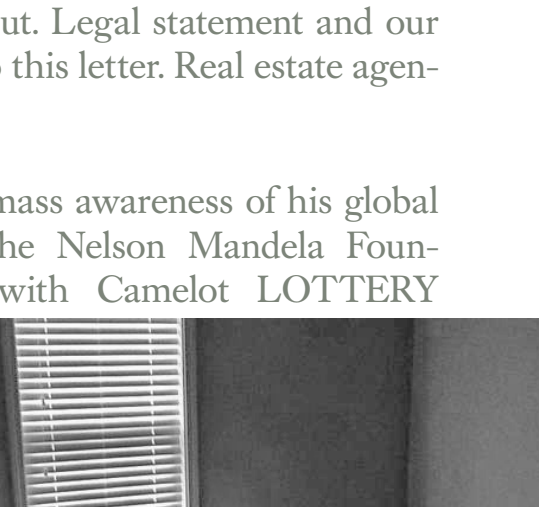 ut. Legal statement and our
this letter. Real estate agen-
mass awareness of his global
he Nelson Mandela Foun-
with Camelot LOTTERY